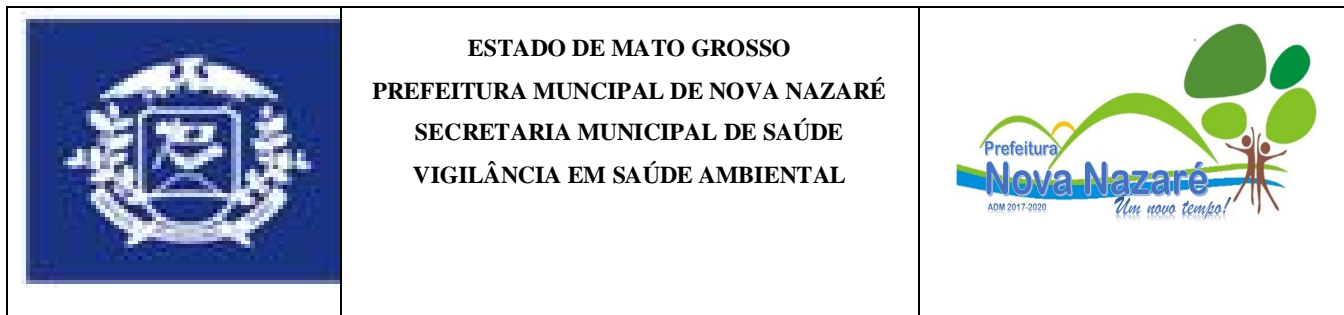 ESTADO DE MATO GROSSO
PREFEITURA MUNCIPAL DE NOVA NAZARÉ
SECRETARIA MUNICIPAL DE SAÚDE
VIGILÂNCIA EM SAÚDE AMBIENTAL
Prefeitura
Nova Nazaré
ADM 2017-2020
Um novo tempo!